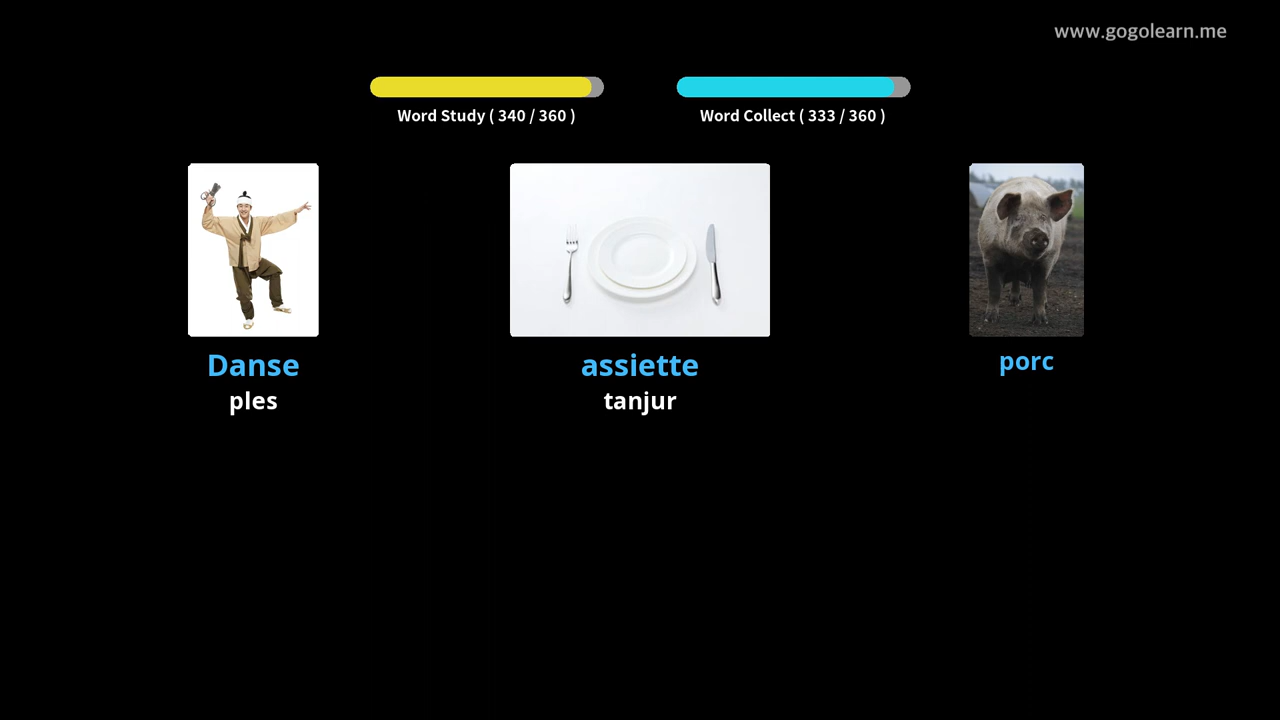 www.gogolearn.me
Word Study ( 340 / 360 )
Word Collect ( 333 / 360 )
Danse
ples
assiette
tanjur
porc